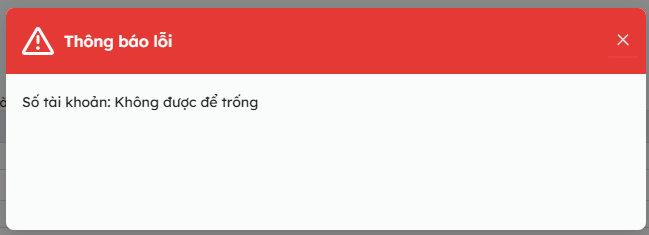 Thông báo lỗi
Số tài khoản: Không được để trống